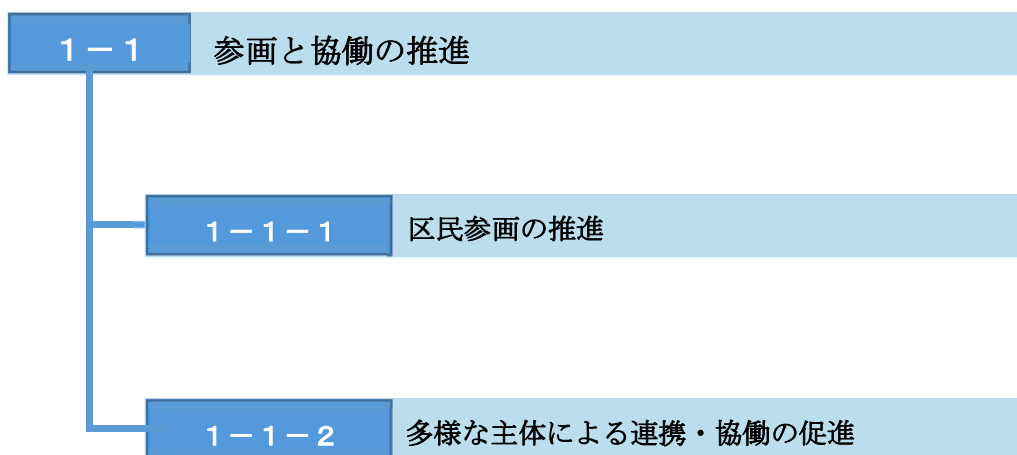 １－１ 参画と協働の推進
１－１－１ 区民参画の推進
１－１－２ 多様な主体による連携・協働の促進